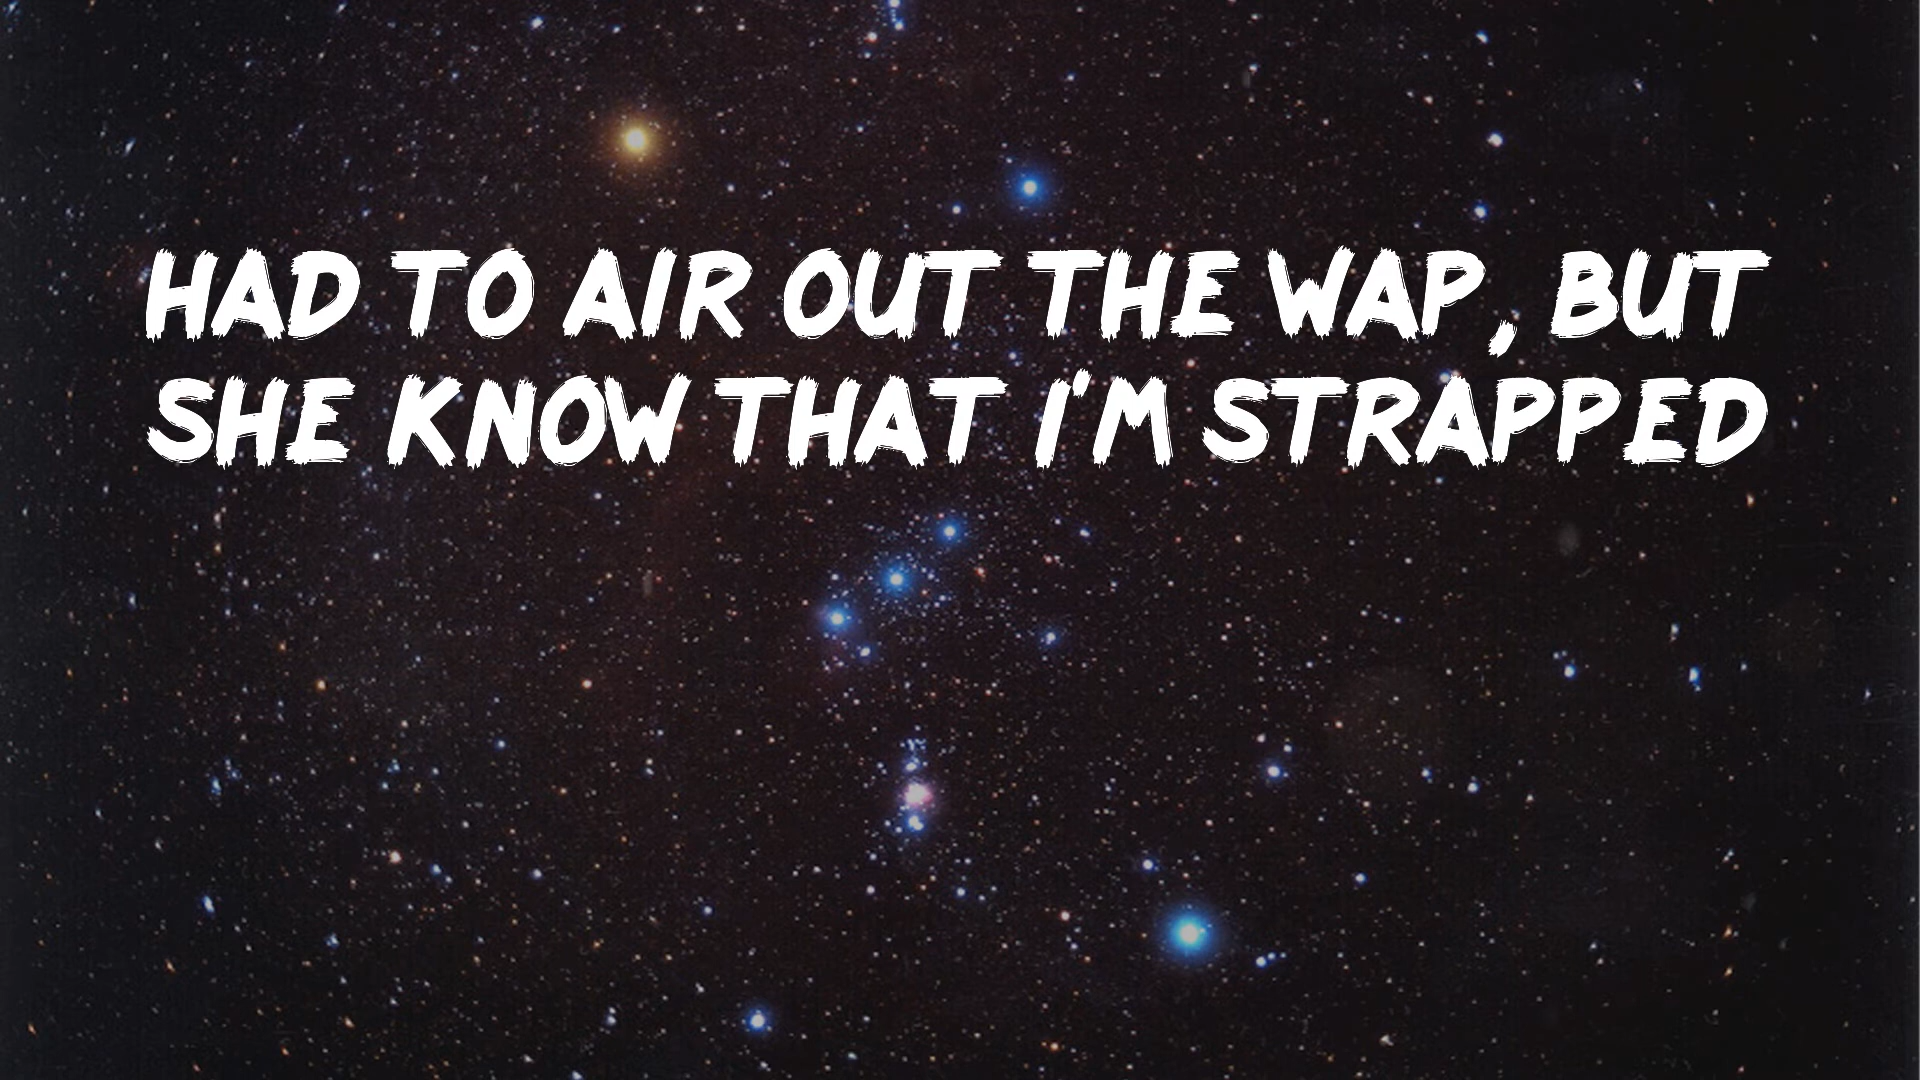 HAD TO AIR OUT THE WAP, BUT
SHE KNOW THAT I'M STRAPPED